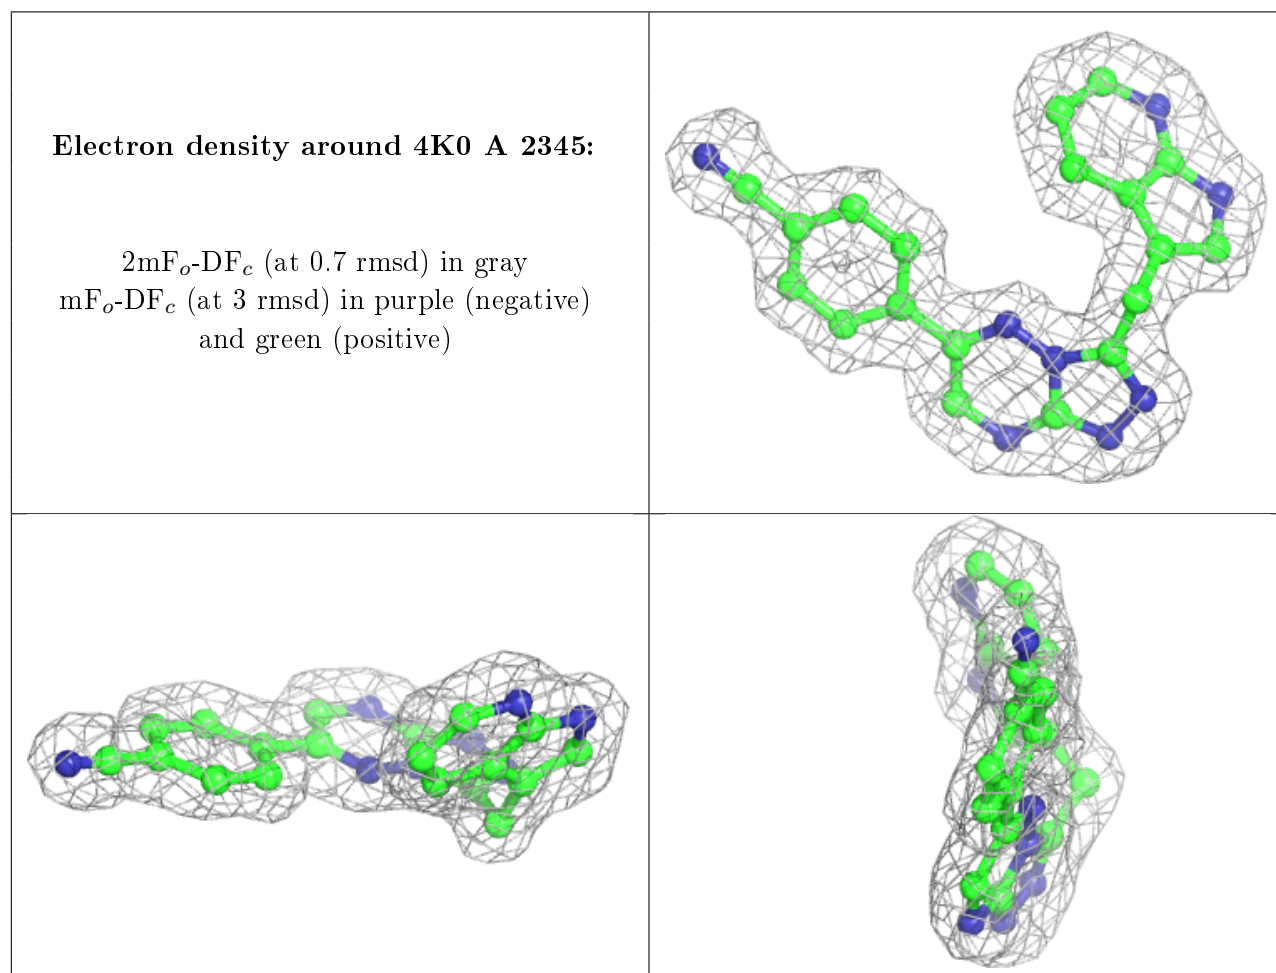 Electron density around 4K0 A 2345:
2mFₒ-DF𝒸 (at 0.7 rmsd) in gray
mFₒ-DF𝒸 (at 3 rmsd) in purple (negative)
and green (positive)